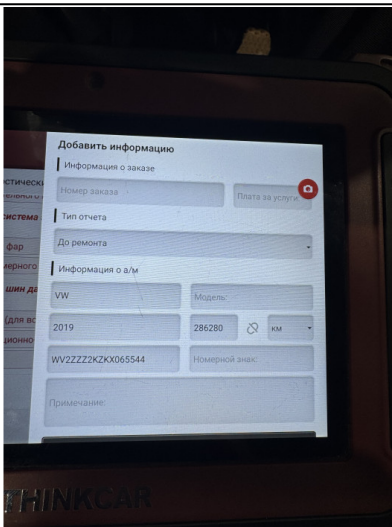 Добавить информацию
Информация о заказе
Номер заказа
Плата за услуги
Тип отчета
До ремонта
Информация о а/м
VW
Модель:
2019
286280
км
WV2ZZZ2KZKX065544
Номерной знак:
Примечание:
система
фар
шин да
(для вс
THINKCAR